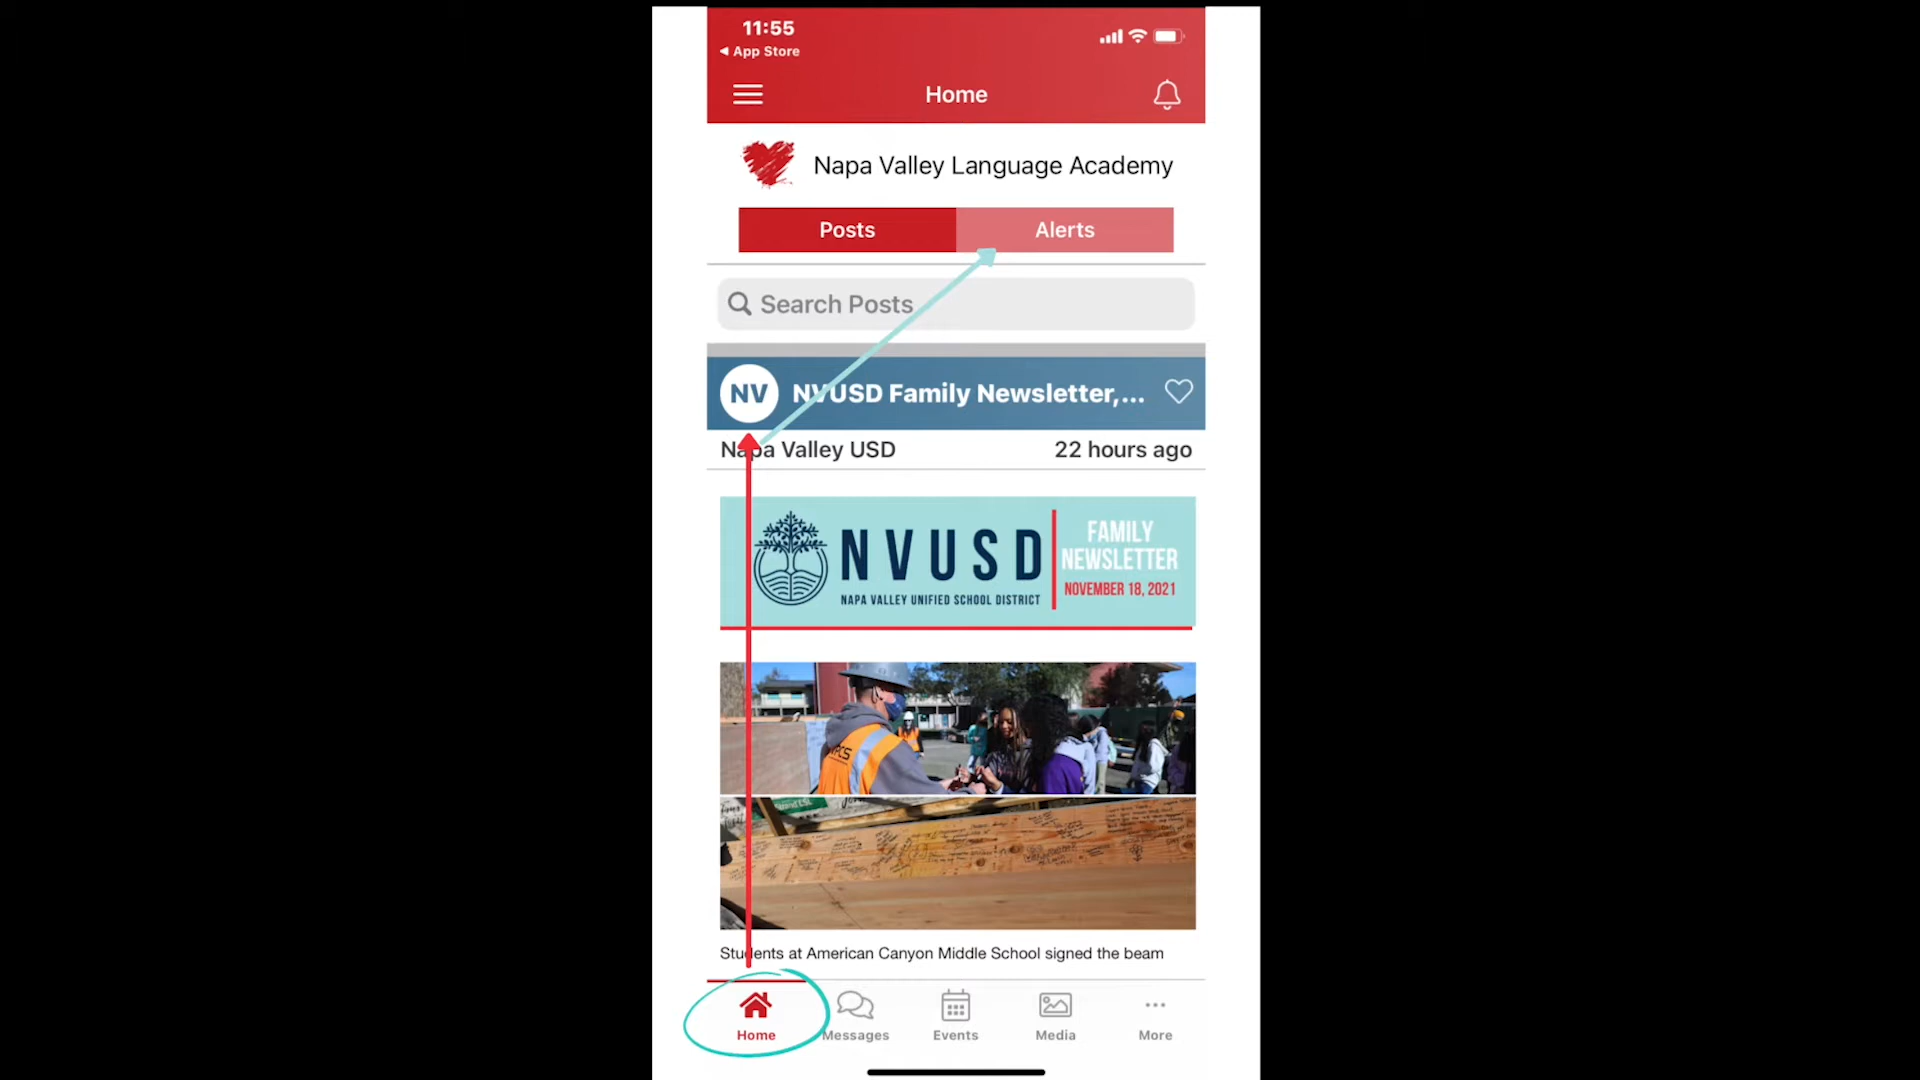 11:55
App Store
Home
Napa Valley Language Academy
Posts
Alerts
Search Posts
NV
NVUSD Family Newsletter,...
Napa Valley USD
22 hours ago
NVUSD
NAPA VALLEY UNIFIED SCHOOL DISTRICT
FAMILY
NEWSLETTER
NOVEMBER 18, 2021
Students at American Canyon Middle School signed the beam
Home
Messages
Events
Media
More